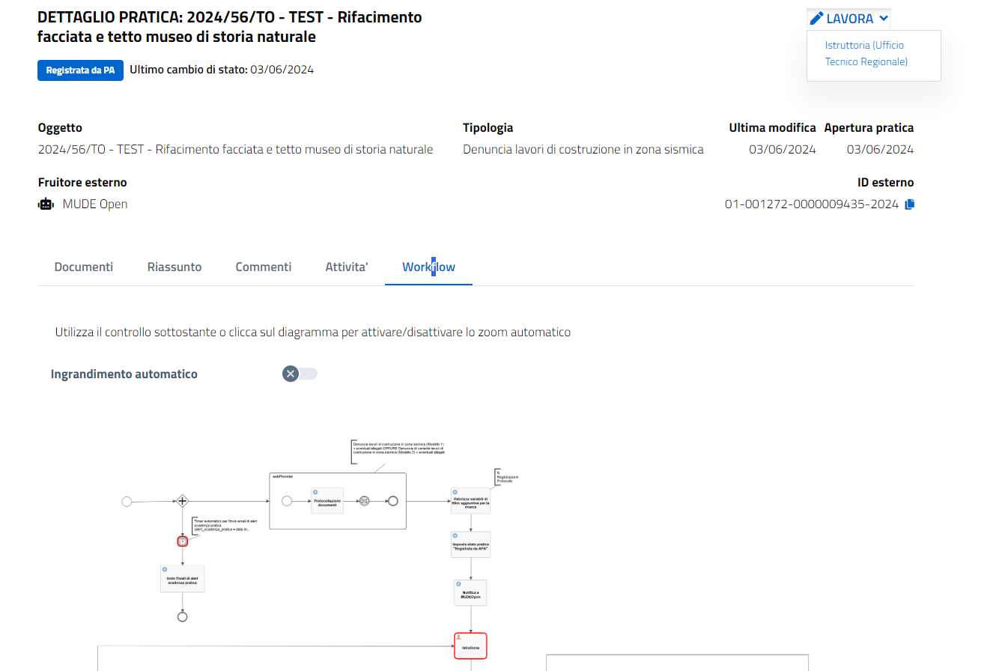 DETTAGLIO PRATICA: 2024/56/TO - TEST - Rifacimento
facciata e tetto museo di storia naturale
LAVORA
Istruttoria (Ufficio
Tecnico Regionale)
Registrata da PA
Ultimo cambio di stato: 03/06/2024
Oggetto
2024/56/TO - TEST - Rifacimento facciata e tetto museo di storia naturale
Tipologia
Denuncia lavori di costruzione in zona sismica
Ultima modifica
03/06/2024
Apertura pratica
03/06/2024
Fruitore esterno
MUDE Open
ID esterno
01-001272-0000009435-2024
Documenti
Riassunto
Commenti
Attivita'
Workflow
Utilizza il controllo sottostante o clicca sul diagramma per attivare/disattivare lo zoom automatico
Ingrandimento automatico
Denuncia lavori di costruzione in zona sismica (Modello 1)
+ eventuali allegati OPPURE Denuncia di variante lavori di
costruzione in zona sismica (Modello 2) + eventuali allegati
subProcess
Protocollazione
documenti
N.
Registrazione
Protocollo
Valorizza variabili di
filtro aggiuntive per la
ricerca
Timer automatico per l'invio email di alert
scadenza pratica
(alert_scadenza_pratica = data in...
Imposta stato pratica
"Registrata da APA"
Invio Email di alert
scadenza pratica
Notifica a
MUDEOpen
Istruttoria